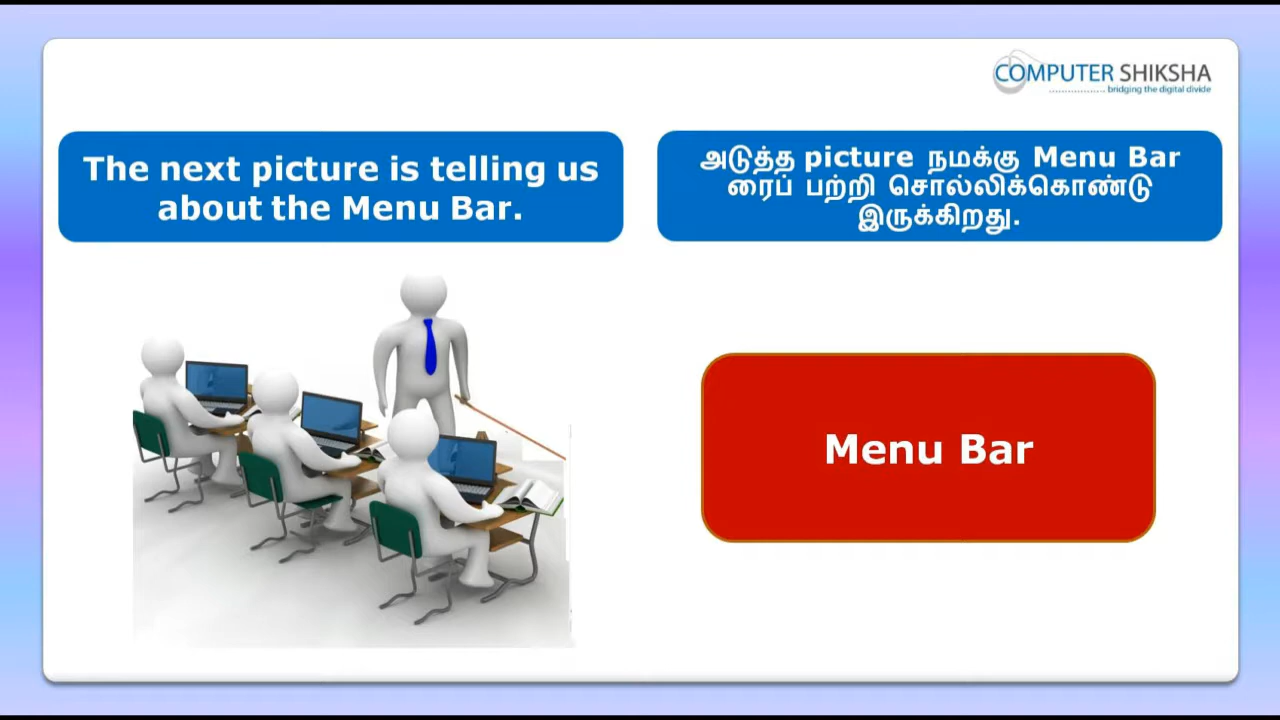 COMPUTER SHIKSHA
bridging the digital divide
The next picture is telling us
about the Menu Bar.
அடுத்த picture நமக்கு Menu Bar
ரைப் பற்றி சொல்லிக்கொண்டு
இருக்கிறது.
Menu Bar